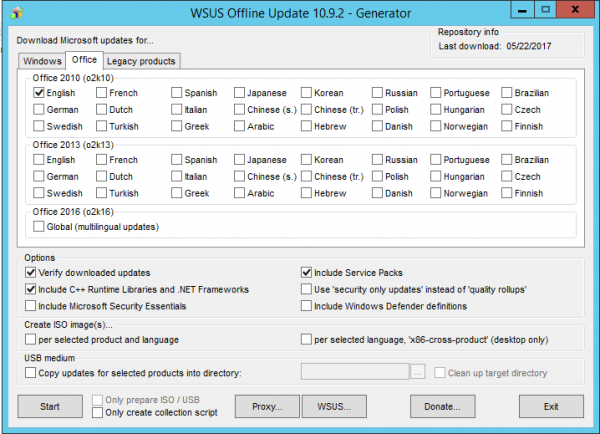 WSUS Offline Update 10.9.2 - Generator
Download Microsoft updates for...
Repository info
Last download: 05/22/2017
Windows Office Legacy products
Office 2010 (o2k10)
English French Spanish Japanese Korean Russian Portuguese Brazilian
German Dutch Italian Chinese (s.) Chinese (tr.) Polish Hungarian Czech
Swedish Turkish Greek Arabic Hebrew Danish Norwegian Finnish
Office 2013 (o2k13)
English French Spanish Japanese Korean Russian Portuguese Brazilian
German Dutch Italian Chinese (s.) Chinese (tr.) Polish Hungarian Czech
Swedish Turkish Greek Arabic Hebrew Danish Norwegian Finnish
Office 2016 (o2k16)
Global (multilingual updates)
Options
Verify downloaded updates Include Service Packs
Include C++ Runtime Libraries and .NET Frameworks Use 'security only updates' instead of 'quality rollups'
Include Microsoft Security Essentials Include Windows Defender definitions
Create ISO image(s)...
per selected product and language per selected language, 'x86-cross-product' (desktop only)
USB medium
Copy updates for selected products into directory: ... Clean up target directory
Start Only prepare ISO / USB Proxy... WSUS... Donate... Exit
Only create collection script